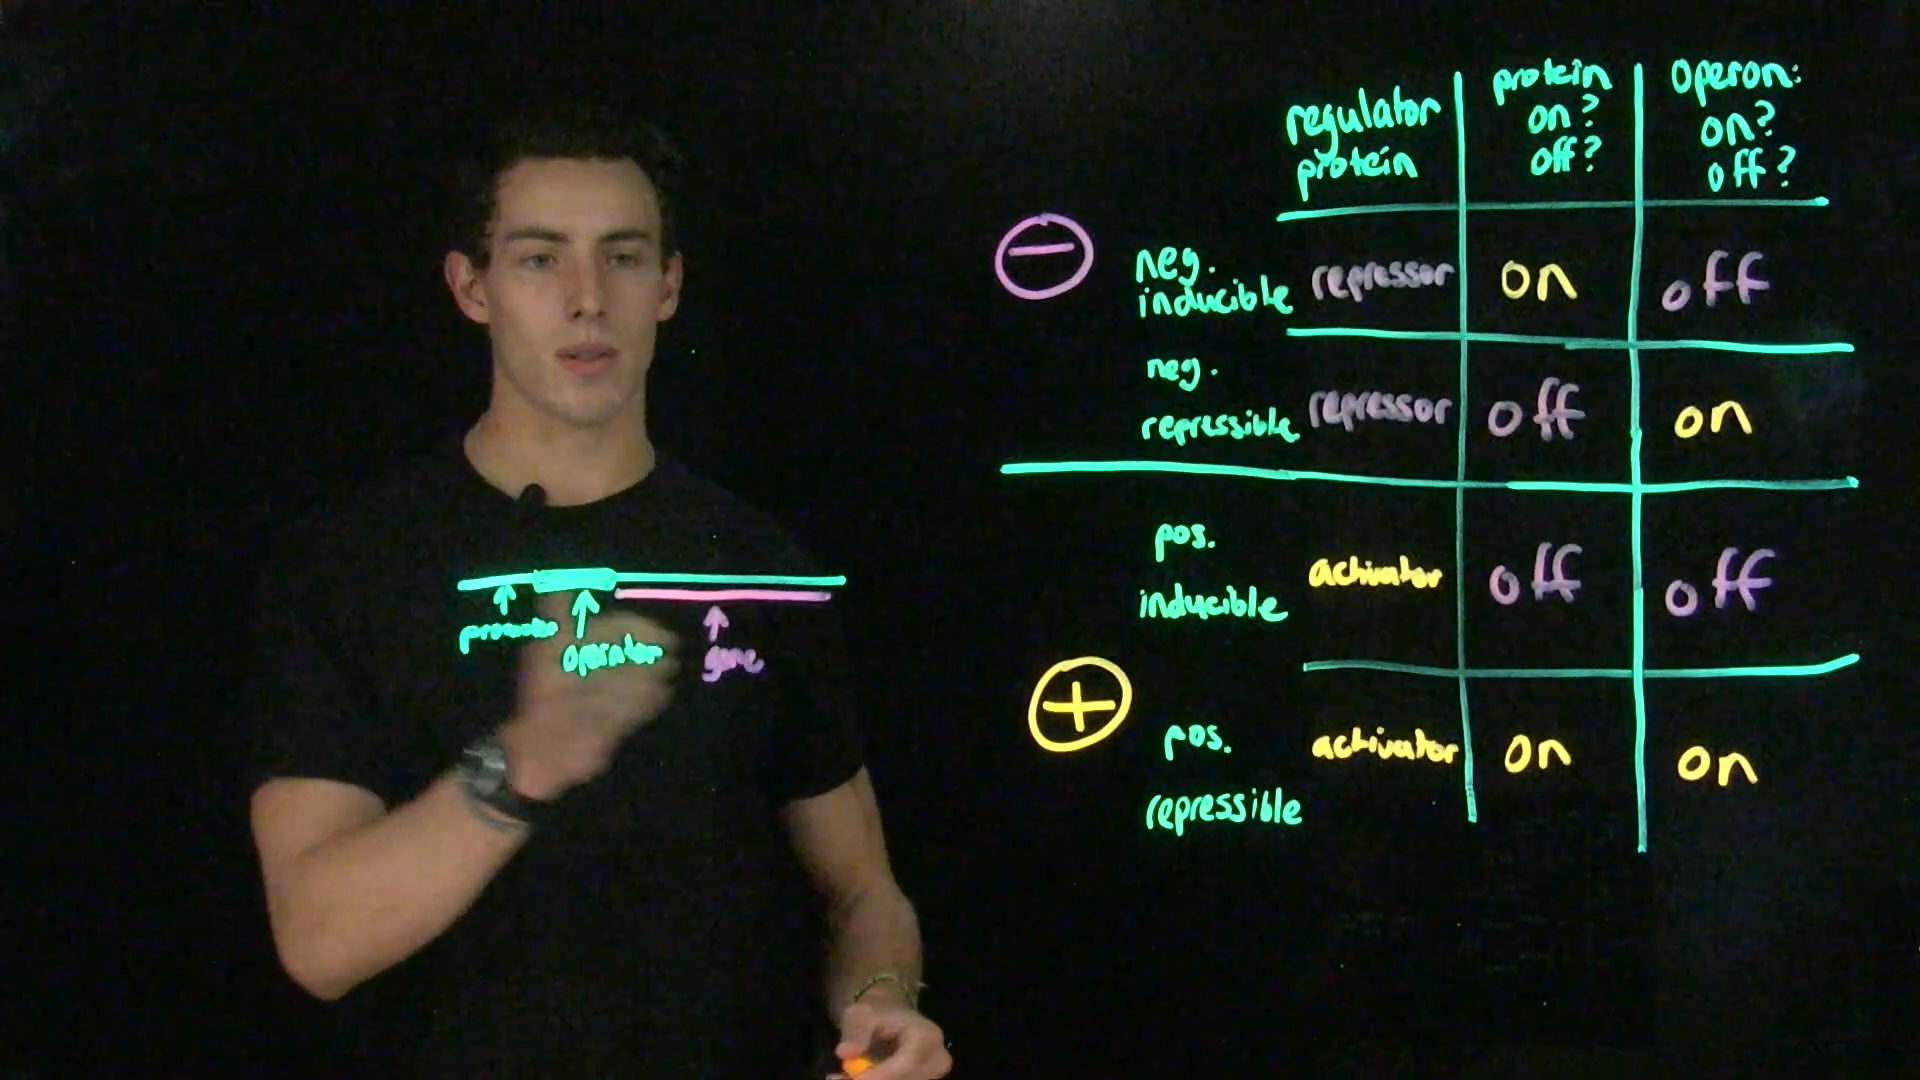 regulator
protein
protein
on?
off?
operon:
on?
off?
−
neg.
inducible
repressor
on
off
neg.
repressible
repressor
off
on
pos.
inducible
activator
off
off
+
pos.
repressible
activator
on
on
promoter
operator
gene